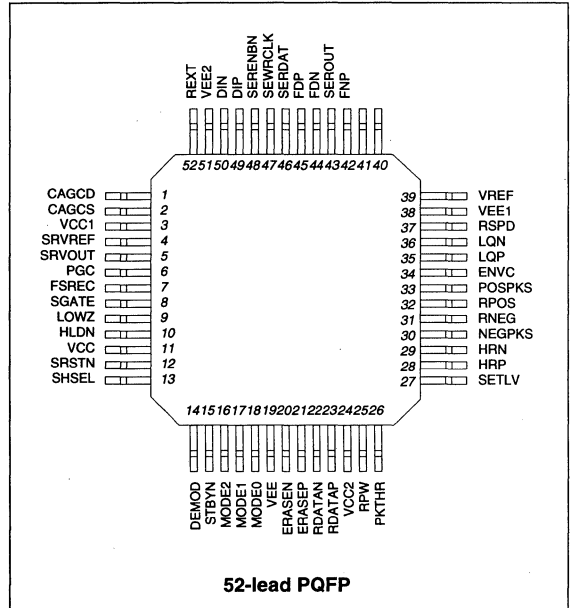 REXT
VEE2
DIN
DIP
SERENBN
SEWRCLK
SERDAT
FDP
FDN
SEROUT
FNP
52 51 50 49 48 47 46 45 44 43 42 41 40
CAGCD 1
CAGCS 2
VCC1 3
SRVREF 4
SRVOUT 5
PGC 6
FSREC 7
SGATE 8
LOWZ 9
HLDN 10
VCC 11
SRSTN 12
SHSEL 13
39 VREF
38 VEE1
37 RSPD
36 LQN
35 LQP
34 ENVC
33 POSPKS
32 RPOS
31 RNEG
30 NEGPKS
29 HRN
28 HRP
27 SETLV
14 15 16 17 18 19 20 21 22 23 24 25 26
DEMOD
STBYN
MODE2
MODE1
MODE0
VEE
ERASEN
ERASEP
RDATAN
RDATAP
VCC2
RPW
PKTHR
52-lead PQFP